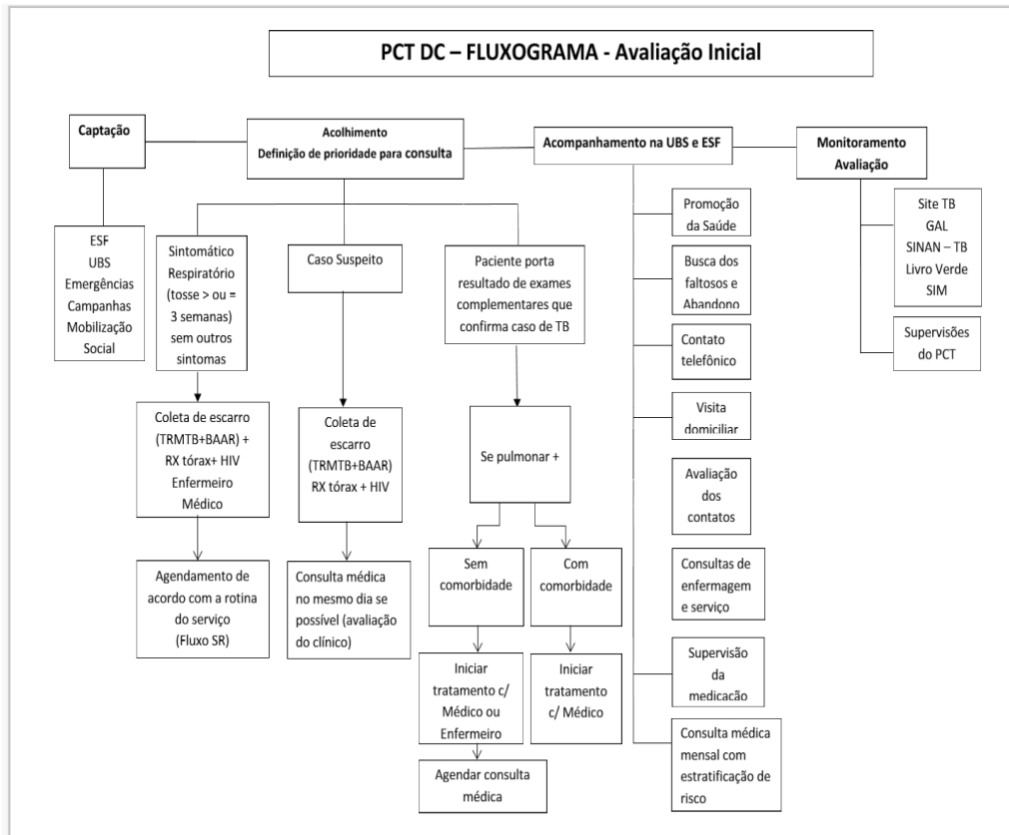 PCT DC – FLUXOGRAMA - Avaliação Inicial
Captação
Acolhimento
Definição de prioridade para consulta
Acompanhamento na UBS e ESF
Monitoramento
Avaliação
ESF
UBS
Emergências
Campanhas
Mobilização
Social
Sintomático
Respiratório
(tosse > ou =
3 semanas)
sem outros
sintomas
Caso Suspeito
Paciente porta
resultado de exames
complementares que
confirma caso de TB
Coleta de escarro
(TRMTB+BAAR) +
RX tórax+ HIV
Enfermeiro
Médico
Coleta de
escarro
(TRMTB+BAAR)
RX tórax + HIV
Se pulmonar +
Agendamento de
acordo com a rotina
do serviço
(Fluxo SR)
Consulta médica
no mesmo dia se
possível (avaliação
do clínico)
Sem
comorbidade
Com
comorbidade
Iniciar
tratamento c/
Médico ou
Enfermeiro
Iniciar
tratamento
c/ Médico
Agendar consulta
médica
Promoção
da Saúde
Busca dos
faltosos e
Abandono
Contato
telefônico
Visita
domiciliar
Avaliação
dos
contatos
Consultas de
enfermagem
e serviço
Supervisão
da
medicação
Consulta médica
mensal com
estratificação de
risco
Site TB
GAL
SINAN – TB
Livro Verde
SIM
Supervisões
do PCT